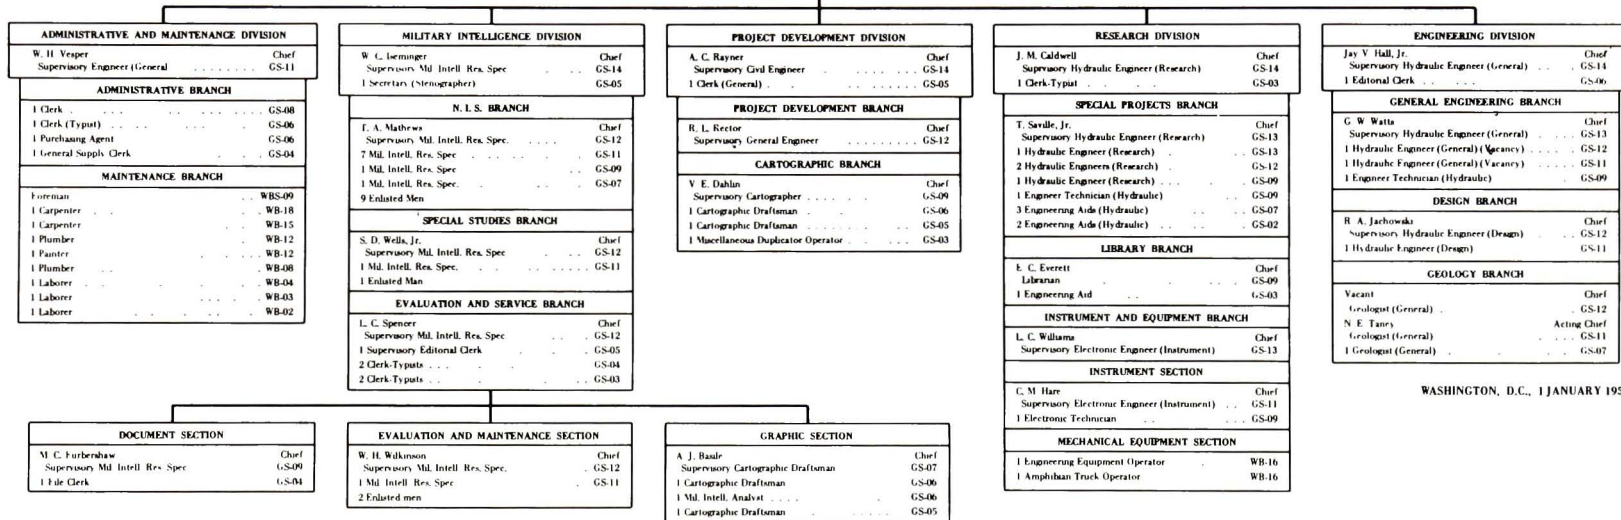 ADMINISTRATIVE AND MAINTENANCE DIVISION
W. H. Vesper Chief
Supervisory Engineer (General ........ GS-11
ADMINISTRATIVE BRANCH
1 Clerk . . . . GS-08
1 Clerk (Typist) . . . GS-06
1 Purchasing Agent GS-06
1 General Supply Clerk . . GS-04
MAINTENANCE BRANCH
Foreman . . WBS-09
1 Carpenter . . . WB-18
1 Carpenter . . WB-15
1 Plumber . . WB-12
1 Painter . . . . WB-12
1 Plumber . . . WB-08
1 Laborer . . . . WB-04
1 Laborer . . . . WB-03
1 Laborer . . . . WB-02
MILITARY INTELLIGENCE DIVISION
W. C. Iseminger Chief
Supervisory Mil. Intell. Res. Spec . . GS-14
1 Secretary (Stenographer) GS-05
N. I. S. BRANCH
T. A. Mathews Chief
Supervisory Mil. Intell. Res. Spec. . . . . GS-12
7 Mil. Intell. Res. Spec . . . GS-11
1 Mil. Intell. Res. Spec GS-09
1 Mil. Intell. Res. Spec. . . . GS-07
9 Enlisted Men
SPECIAL STUDIES BRANCH
S. D. Wells, Jr. Chief
Supervisory Mil. Intell. Res. Spec GS-12
1 Mil. Intell. Res. Spec. . . . . GS-11
1 Enlisted Man
EVALUATION AND SERVICE BRANCH
L. C. Spencer Chief
Supervisory Mil. Intell. Res. Spec . . . GS-12
1 Supervisory Editorial Clerk . . . GS-05
2 Clerk-Typists . . . . GS-04
2 Clerk-Typists . . . . GS-03
DOCUMENT SECTION
M. C. Furbershaw Chief
Supervisory Mil. Intell. Res. Spec GS-09
1 File Clerk GS-04
EVALUATION AND MAINTENANCE SECTION
W. H. Wilkinson Chief
Supervisory Mil. Intell. Res. Spec. . GS-12
1 Mil. Intell. Res. Spec . . GS-11
2 Enlisted men
GRAPHIC SECTION
A. J. Basile Chief
Supervisory Cartographic Draftsman GS-07
1 Cartographic Draftsman GS-06
1 Mil. Intell. Analyst . . . . . GS-06
1 Cartographic Draftsman . . . GS-05
PROJECT DEVELOPMENT DIVISION
A. C. Rayner Chief
Supervisory Civil Engineer . . . . . . GS-14
1 Clerk (General) . . . . . GS-05
PROJECT DEVELOPMENT BRANCH
R. L. Rector Chief
Supervisory General Engineer . . . . . GS-12
CARTOGRAPHIC BRANCH
V. E. Dahlin Chief
Supervisory Cartographer . . . . . . GS-09
1 Cartographic Draftsman . . . GS-06
1 Cartographic Draftsman . . . . . GS-05
1 Miscellaneous Duplicator Operator . . . GS-03
RESEARCH DIVISION
J. M. Caldwell Chief
Suprvisory Hydraulic Engineer (Research) GS-14
1 Clerk-Typist GS-03
SPECIAL PROJECTS BRANCH
T. Saville, Jr. Chief
Supervisory Hydraulic Engineer (Research) GS-13
1 Hydraulic Engineer (Research) . GS-13
2 Hydraulic Engineers (Research) . . GS-12
1 Hydraulic Engineer (Research) . . . . GS-09
1 Engineer Technician (Hydraulic) . . GS-09
3 Engineering Aids (Hydraulic) . . GS-07
2 Engineering Aids (Hydraulic) . . . GS-02
LIBRARY BRANCH
E. C. Everett Chief
Librarian . GS-09
1 Engineering Aid . . GS-03
INSTRUMENT AND EQUIPMENT BRANCH
L. C. Williams Chief
Supervisory Electronic Engineer (Instrument) GS-13
INSTRUMENT SECTION
C. M. Hare Chief
Supervisory Electronic Engineer (Instrument) . . GS-11
1 Electronic Technician . . . GS-09
MECHANICAL EQUIPMENT SECTION
1 Engineering Equipment Operator . WB-16
1 Amphibian Truck Operator WB-16
ENGINEERING DIVISION
Jay V. Hall, Jr. Chief
Supervisory Hydraulic Engineer (General) . . . GS-14
1 Editorial Clerk . . . . GS-06
GENERAL ENGINEERING BRANCH
G. W. Watts Chief
Supervisory Hydraulic Engineer (General) . . . GS-13
1 Hydraulic Engineer (General) (Vacancy) . . . GS-12
1 Hydraulic Engineer (General) (Vacancy) . . . GS-11
1 Engineer Technician (Hydraulic) . GS-09
DESIGN BRANCH
R. A. Jachowski Chief
Supervisory Hydraulic Engineer (Design) . . GS-12
1 Hydraulic Engineer (Design) GS-11
GEOLOGY BRANCH
Vacant Chief
Geologist (General) . GS-12
N. E. Taney Acting Chief
Geologist (General) . . . GS-11
1 Geologist (General) . . . . GS-07
WASHINGTON, D.C., 1 JANUARY 195